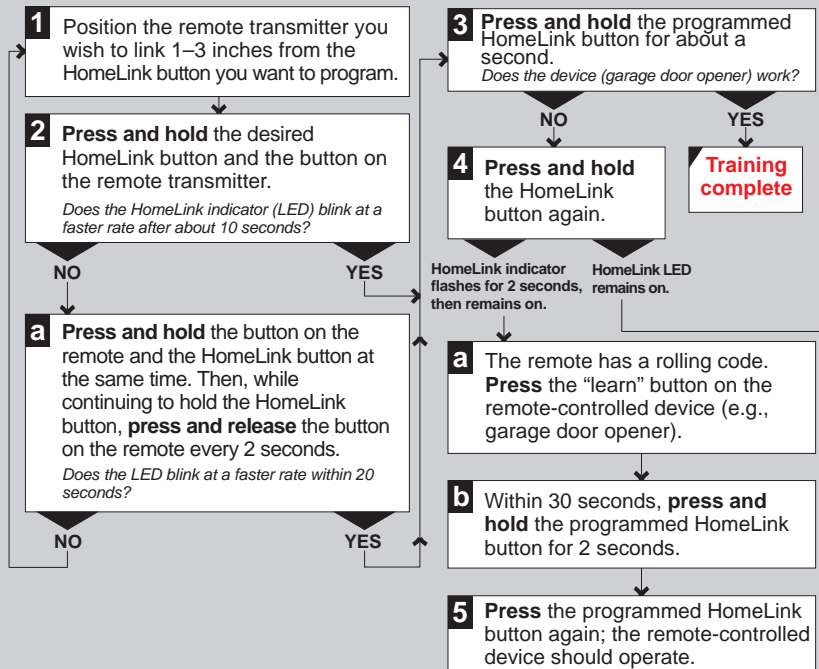 1 Position the remote transmitter you
wish to link 1–3 inches from the
HomeLink button you want to program.
2 Press and hold the desired
HomeLink button and the button on
the remote transmitter.
Does the HomeLink indicator (LED) blink at a
faster rate after about 10 seconds?
NO YES
a Press and hold the button on the
remote and the HomeLink button at
the same time. Then, while
continuing to hold the HomeLink
button, press and release the button
on the remote every 2 seconds.
Does the LED blink at a faster rate within 20
seconds?
NO YES
3 Press and hold the programmed
HomeLink button for about a
second.
Does the device (garage door opener) work?
NO YES
4 Press and hold
the HomeLink
button again.
Training
complete
HomeLink indicator
flashes for 2 seconds,
then remains on.
HomeLink LED
remains on.
a The remote has a rolling code.
Press the “learn” button on the
remote-controlled device (e.g.,
garage door opener).
b Within 30 seconds, press and
hold the programmed HomeLink
button for 2 seconds.
5 Press the programmed HomeLink
button again; the remote-controlled
device should operate.